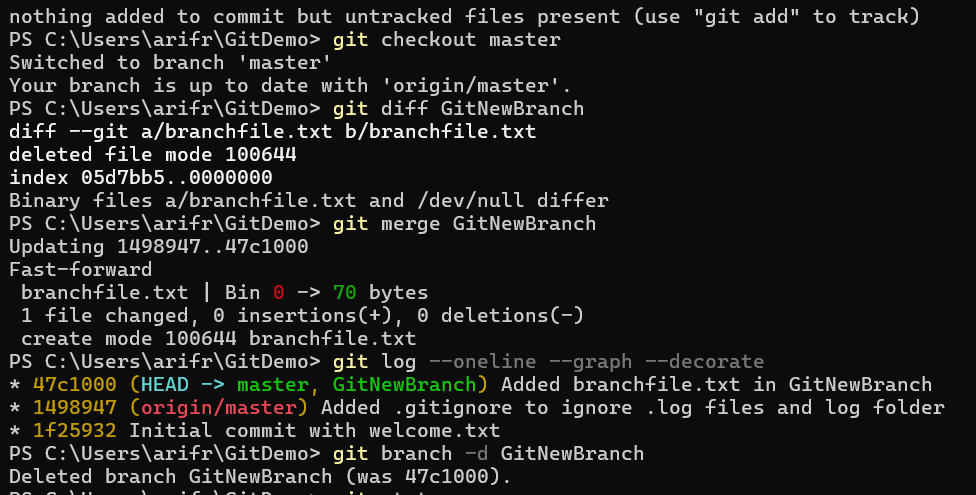 nothing added to commit but untracked files present (use "git add" to track)
PS C:\Users\arifr\GitDemo> git checkout master
Switched to branch 'master'
Your branch is up to date with 'origin/master'.
PS C:\Users\arifr\GitDemo> git diff GitNewBranch
diff --git a/branchfile.txt b/branchfile.txt
deleted file mode 100644
index 05d7bb5..0000000
Binary files a/branchfile.txt and /dev/null differ
PS C:\Users\arifr\GitDemo> git merge GitNewBranch
Updating 1498947..47c1000
Fast-forward
 branchfile.txt | Bin 0 -> 70 bytes
 1 file changed, 0 insertions(+), 0 deletions(-)
 create mode 100644 branchfile.txt
PS C:\Users\arifr\GitDemo> git log --oneline --graph --decorate
* 47c1000 (HEAD -> master, GitNewBranch) Added branchfile.txt in GitNewBranch
* 1498947 (origin/master) Added .gitignore to ignore .log files and log folder
* 1f25932 Initial commit with welcome.txt
PS C:\Users\arifr\GitDemo> git branch -d GitNewBranch
Deleted branch GitNewBranch (was 47c1000).